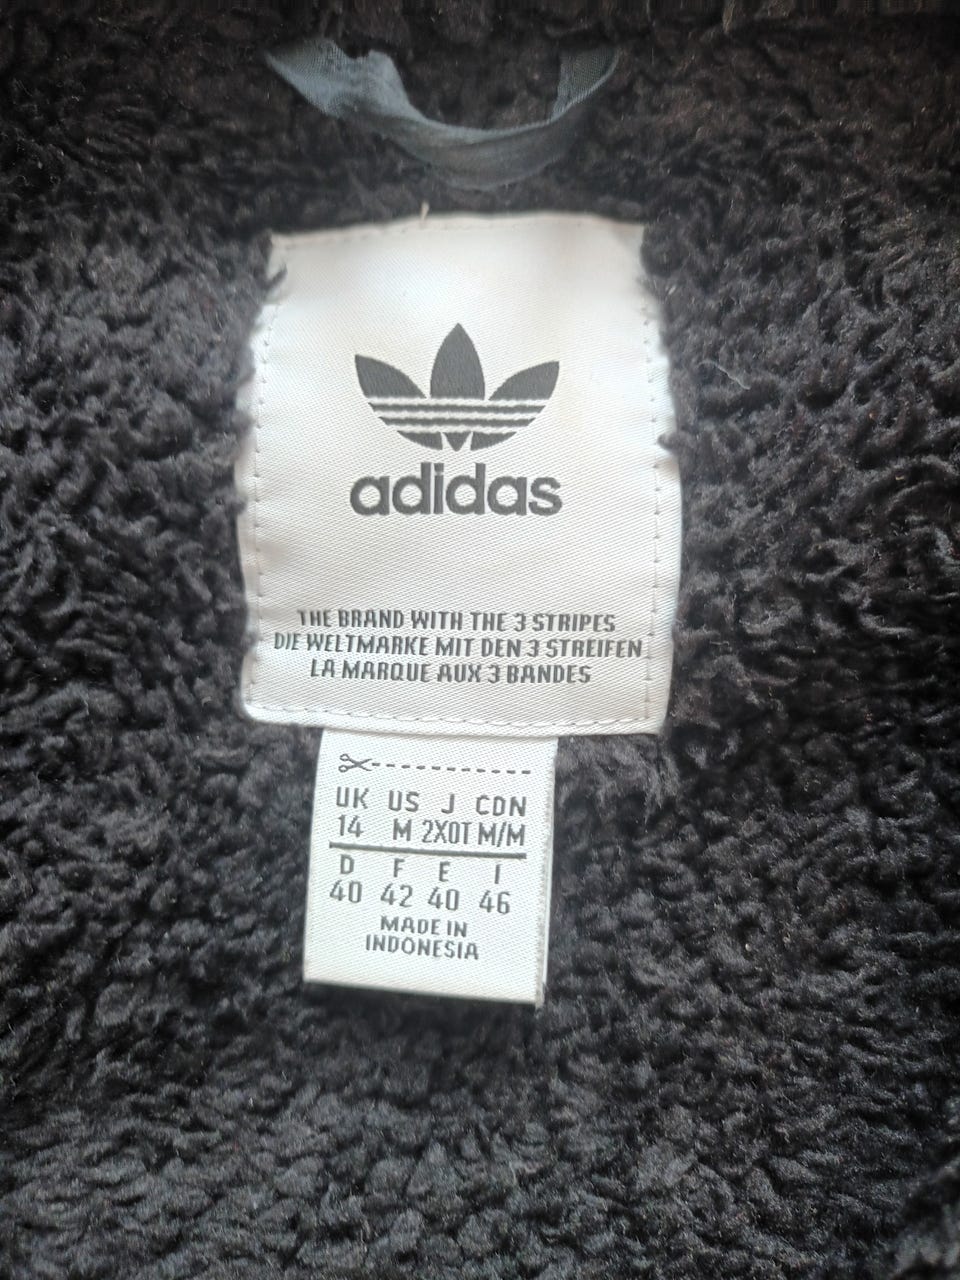 adidas
THE BRAND WITH THE 3 STRIPES
DIE WELTMARKE MIT DEN 3 STREIFEN
LA MARQUE AUX 3 BANDES
UK US J CDN
14 M 2XOT M/M
D F E I
40 42 40 46
MADE IN
INDONESIA